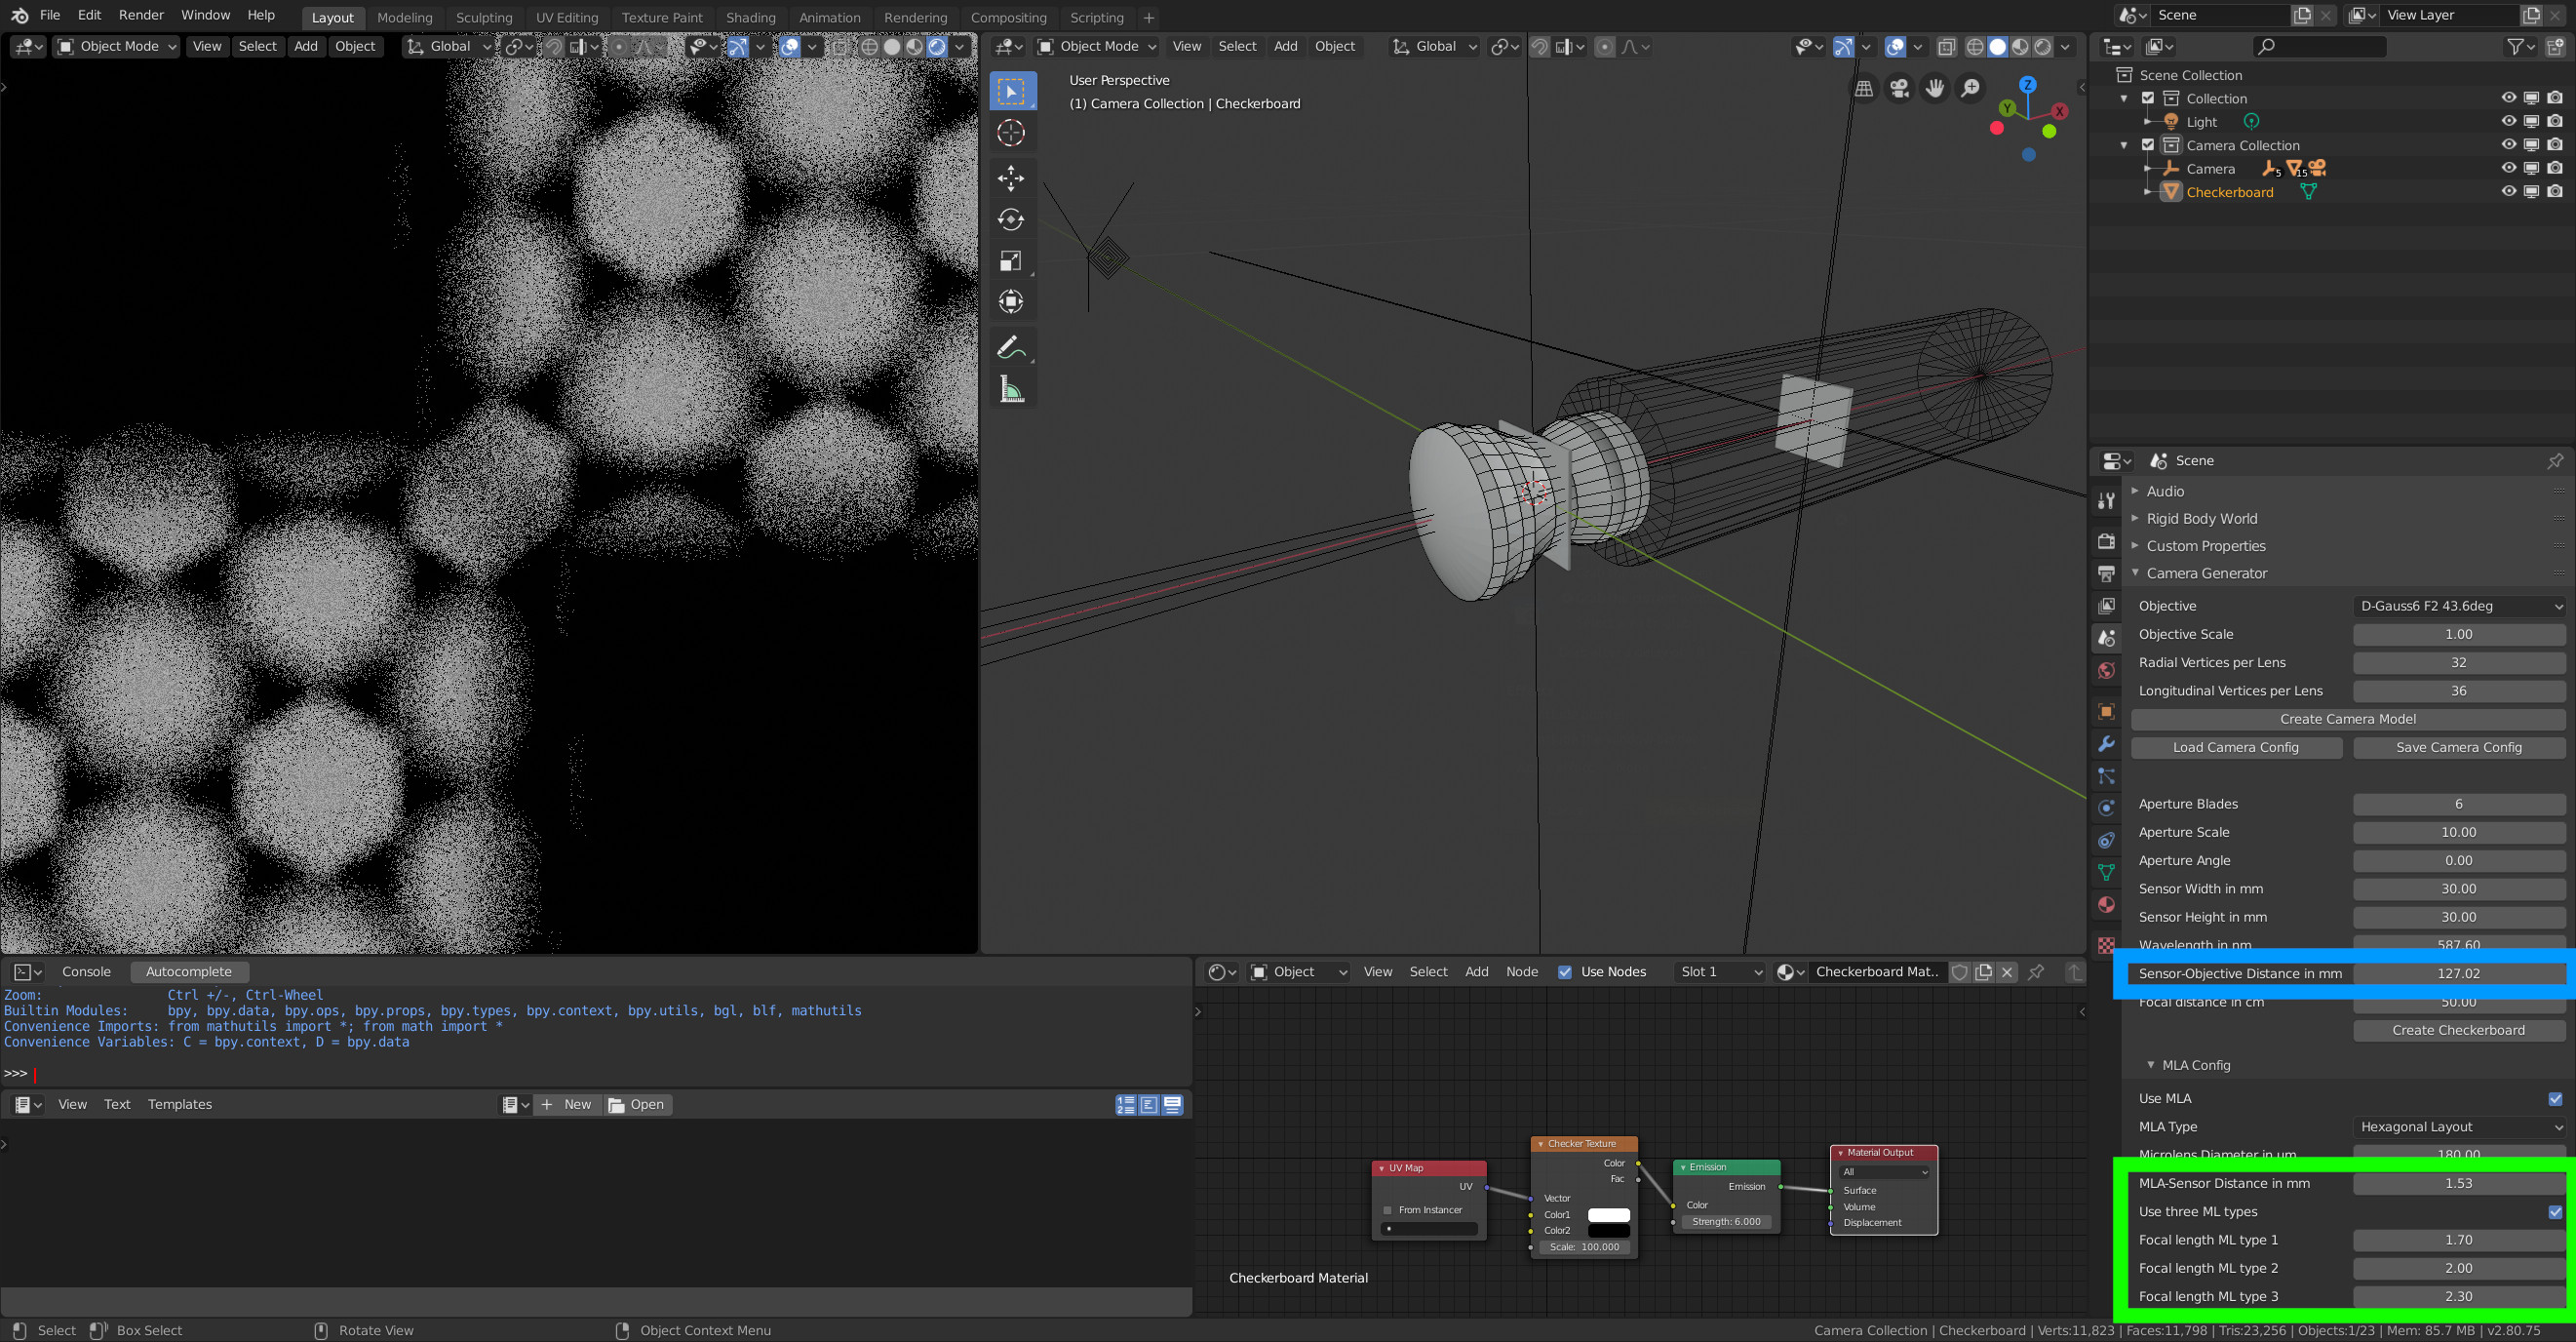 File Edit Render Window Help Layout Modeling Sculpting UV Editing Texture Paint Shading Animation Rendering Compositing Scripting + Scene View Layer
Object Mode View Select Add Object Global
Object Mode View Select Add Object Global
User Perspective
(1) Camera Collection | Checkerboard
Z
Y
X
Scene Collection
Collection
Light
Camera Collection
Camera 5 15
Checkerboard
Scene
Audio
Rigid Body World
Custom Properties
Camera Generator
Objective D-Gauss6 F2 43.6deg
Objective Scale 1.00
Radial Vertices per Lens 32
Longitudinal Vertices per Lens 36
Create Camera Model
Load Camera Config Save Camera Config
Aperture Blades 6
Aperture Scale 10.00
Aperture Angle 0.00
Sensor Width in mm 30.00
Sensor Height in mm 30.00
Wavelength in nm 587.60
Sensor-Objective Distance in mm 127.02
Focal distance in cm 50.00
Create Checkerboard
MLA Config
Use MLA
MLA Type Hexagonal Layout
Microlens Diameter in um 180.00
MLA-Sensor Distance in mm 1.53
Use three ML types
Focal length ML type 1 1.70
Focal length ML type 2 2.00
Focal length ML type 3 2.30
Console Autocomplete
Zoom: Ctrl +/-, Ctrl-Wheel
Builtin Modules: bpy, bpy.data, bpy.ops, bpy.props, bpy.types, bpy.context, bpy.utils, bgl, blf, mathutils
Convenience Imports: from mathutils import *; from math import *
Convenience Variables: C = bpy.context, D = bpy.data
>>>
View Text Templates + New Open
Object View Select Add Node Use Nodes Slot 1 Checkerboard Mat..
UV Map
UV
From Instancer
Checker Texture
Color
Fac
Vector
Color1
Color2
Scale: 100.000
Emission
Emission
Color
Strength: 6.000
Material Output
All
Surface
Volume
Displacement
Checkerboard Material
Select Box Select Rotate View Object Context Menu
Camera Collection | Checkerboard | Verts:11,823 | Faces:11,798 | Tris:23,256 | Objects:1/23 | Mem: 85.7 MB | v2.80.75